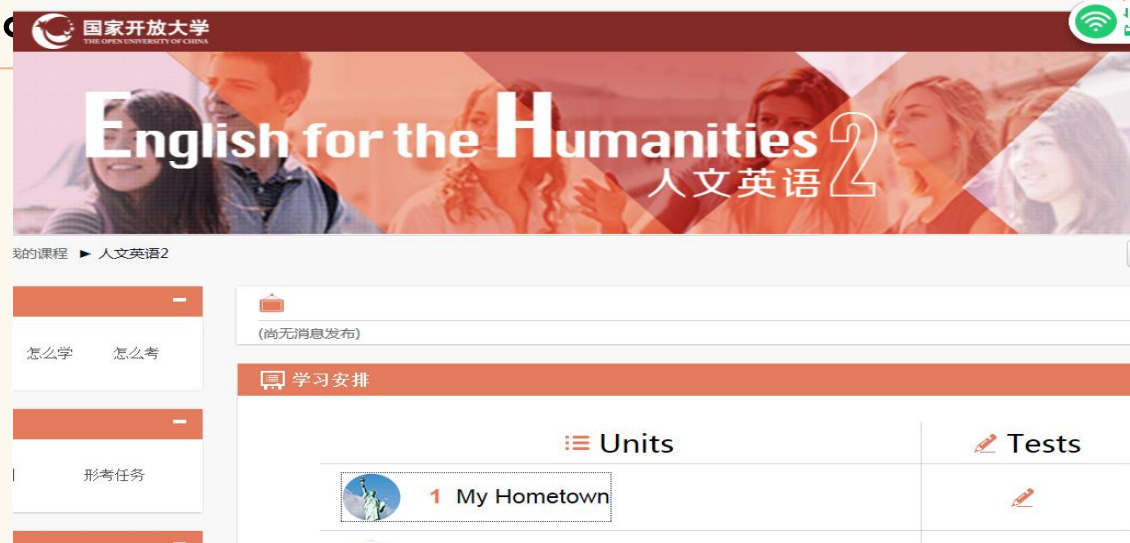 国家开放大学
THE OPEN UNIVERSITY OF CHINA
English for the Humanities 2
人文英语2
我的课程 ► 人文英语2
(尚无消息发布)
怎么学 怎么考
学习安排
Units Tests
形考任务
1 My Hometown